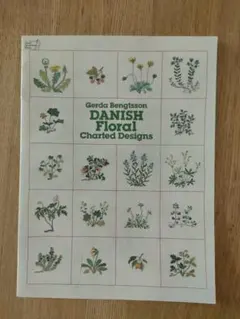 Gerda Bengtsson
DANISH
Floral
Charted Designs